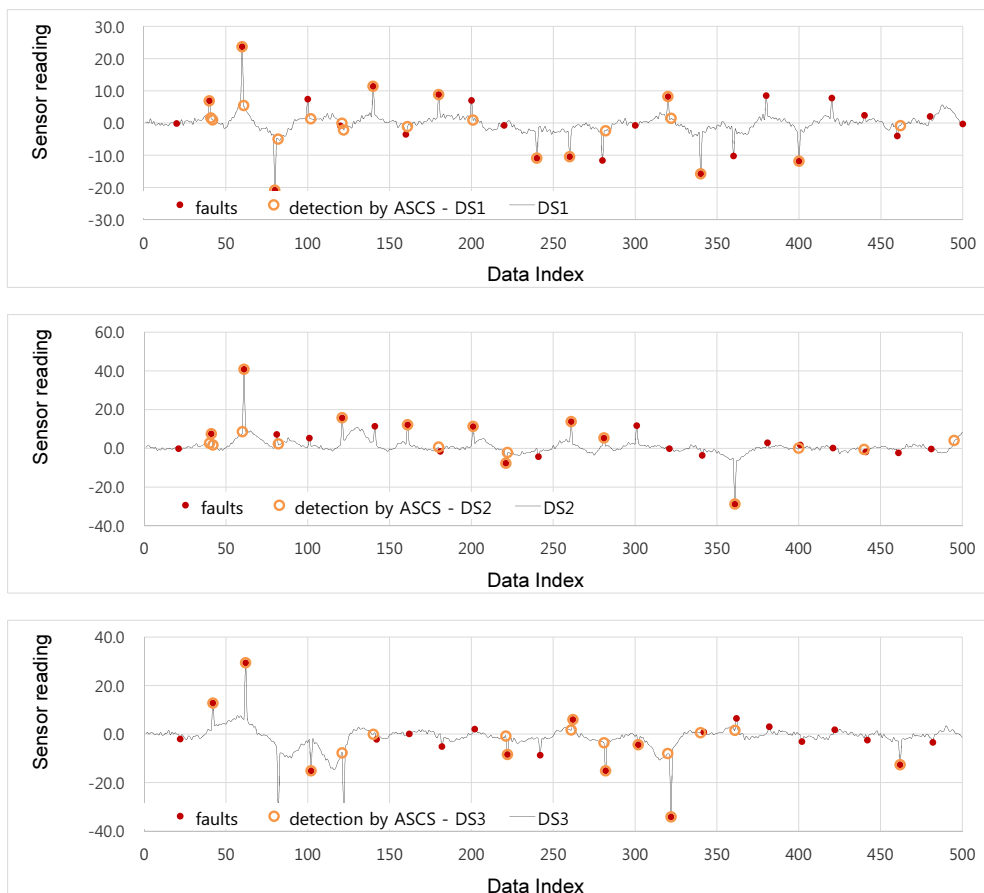 Sensor reading
30.0
20.0
10.0
0.0
-10.0
-20.0
-30.0
faults detection by ASCS - DS1 DS1
0 50 100 150 200 250 300 350 400 450 500
Data Index
Sensor reading
60.0
40.0
20.0
0.0
-20.0
-40.0
faults detection by ASCS - DS2 DS2
0 50 100 150 200 250 300 350 400 450 500
Data Index
Sensor reading
40.0
20.0
0.0
-20.0
-40.0
faults detection by ASCS - DS3 DS3
0 50 100 150 200 250 300 350 400 450 500
Data Index